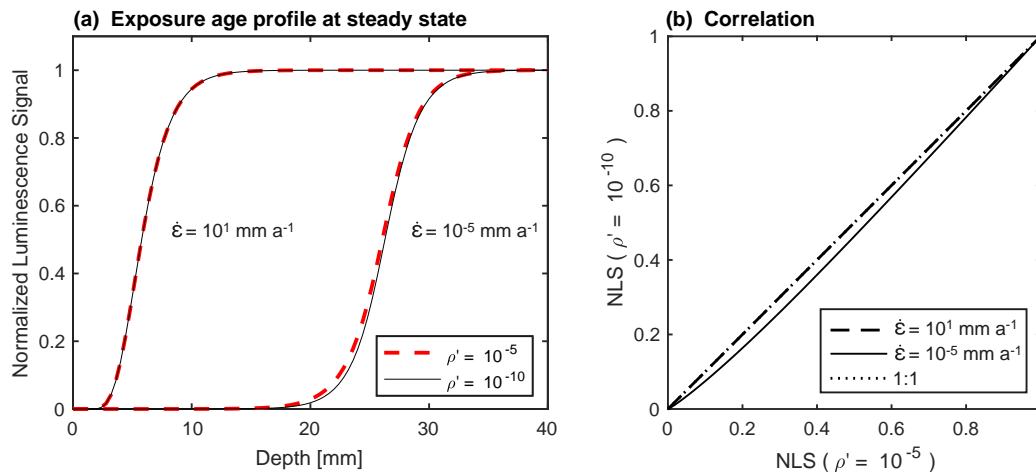 (a) Exposure age profile at steady state
Normalized Luminescence Signal
1
0.8
0.6
0.4
0.2
0
ε̇ = 10¹ mm a⁻¹
ε̇ = 10⁻⁵ mm a⁻¹
ρ' = 10⁻⁵
ρ' = 10⁻¹⁰
0 10 20 30 40
Depth [mm]
(b) Correlation
NLS ( ρ' = 10⁻¹⁰ )
1
0.8
0.6
0.4
0.2
0
ε̇ = 10¹ mm a⁻¹
ε̇ = 10⁻⁵ mm a⁻¹
1:1
0 0.2 0.4 0.6 0.8
NLS ( ρ' = 10⁻⁵ )